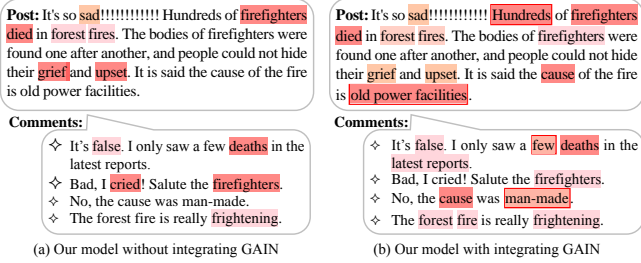 Post: It's so sad!!!!!!!!!!!! Hundreds of firefighters
died in forest fires. The bodies of firefighters were
found one after another, and people could not hide
their grief and upset. It is said the cause of the fire
is old power facilities.
Comments:
✧ It's false. I only saw a few deaths in the
latest reports.
✧ Bad, I cried! Salute the firefighters.
✧ No, the cause was man-made.
✧ The forest fire is really frightening.
(a) Our model without integrating GAIN
Post: It's so sad!!!!!!!!!!!! Hundreds of firefighters
died in forest fires. The bodies of firefighters were
found one after another, and people could not hide
their grief and upset. It is said the cause of the fire
is old power facilities.
Comments:
✧ It's false. I only saw a few deaths in the
latest reports.
✧ Bad, I cried! Salute the firefighters.
✧ No, the cause was man-made.
✧ The forest fire is really frightening.
(b) Our model with integrating GAIN